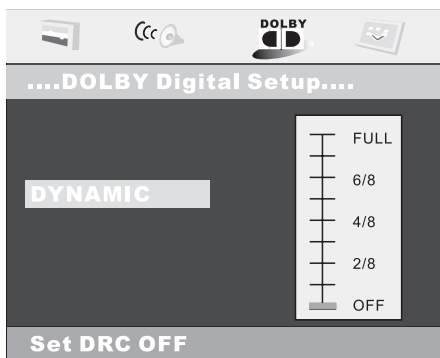 DOLBY
....DOLBY Digital Setup....
FULL
6/8
DYNAMIC
4/8
2/8
OFF
Set DRC OFF